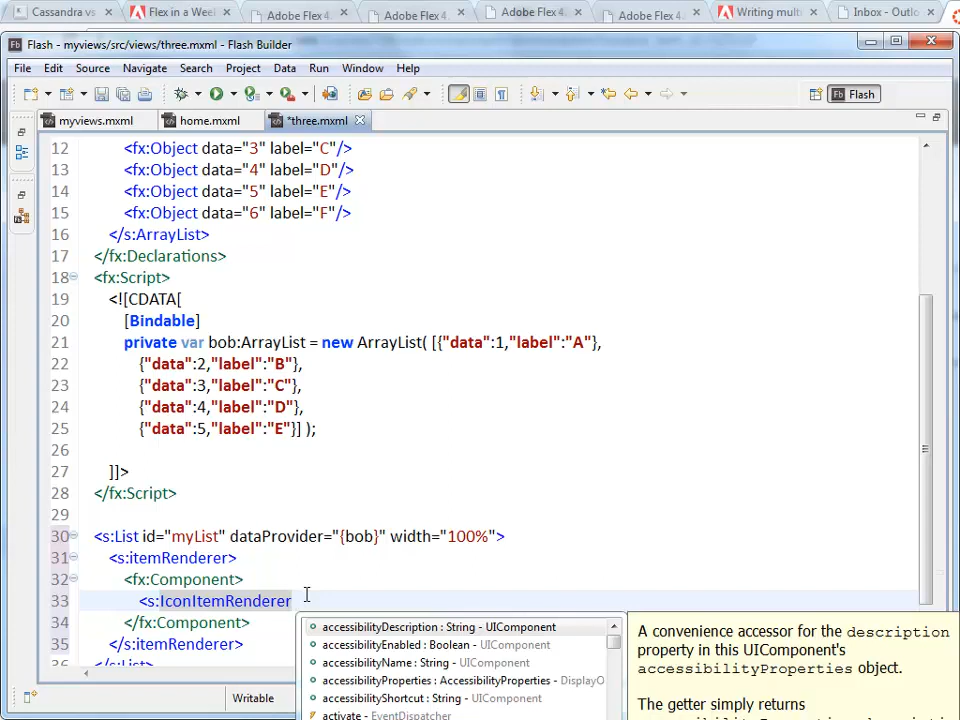 Cassandra vs
Flex in a Wee
Adobe Flex 4
Adobe Flex 4.
Adobe Flex 4.
Adobe Flex 4
Writing multi
Inbox - Outlo
Flash - myviews/src/views/three.mxml - Flash Builder
File Edit Source Navigate Search Project Data Run Window Help
Flash
myviews.mxml
home.mxml
*three.mxml
12 <fx:Object data="3" label="C"/>
13 <fx:Object data="4" label="D"/>
14 <fx:Object data="5" label="E"/>
15 <fx:Object data="6" label="F"/>
16 </s:ArrayList>
17 </fx:Declarations>
18 <fx:Script>
19 <![CDATA[
20 [Bindable]
21 private var bob:ArrayList = new ArrayList( [{"data":1,"label":"A"},
22 {"data":2,"label":"B"},
23 {"data":3,"label":"C"},
24 {"data":4,"label":"D"},
25 {"data":5,"label":"E"}] );
26
27 ]]>
28 </fx:Script>
29
30 <s:List id="myList" dataProvider="{bob}" width="100%">
31 <s:itemRenderer>
32 <fx:Component>
33 <s:IconItemRenderer
34 </fx:Component>
35 </s:itemRenderer>
36 </s:List>
accessibilityDescription : String - UIComponent
accessibilityEnabled : Boolean - UIComponent
accessibilityName : String - UIComponent
accessibilityProperties : AccessibilityProperties - DisplayO
accessibilityShortcut : String - UIComponent
activate - EventDispatcher
A convenience accessor for the description
property in this UIComponent's
accessibilityProperties object.
The getter simply returns
Writable